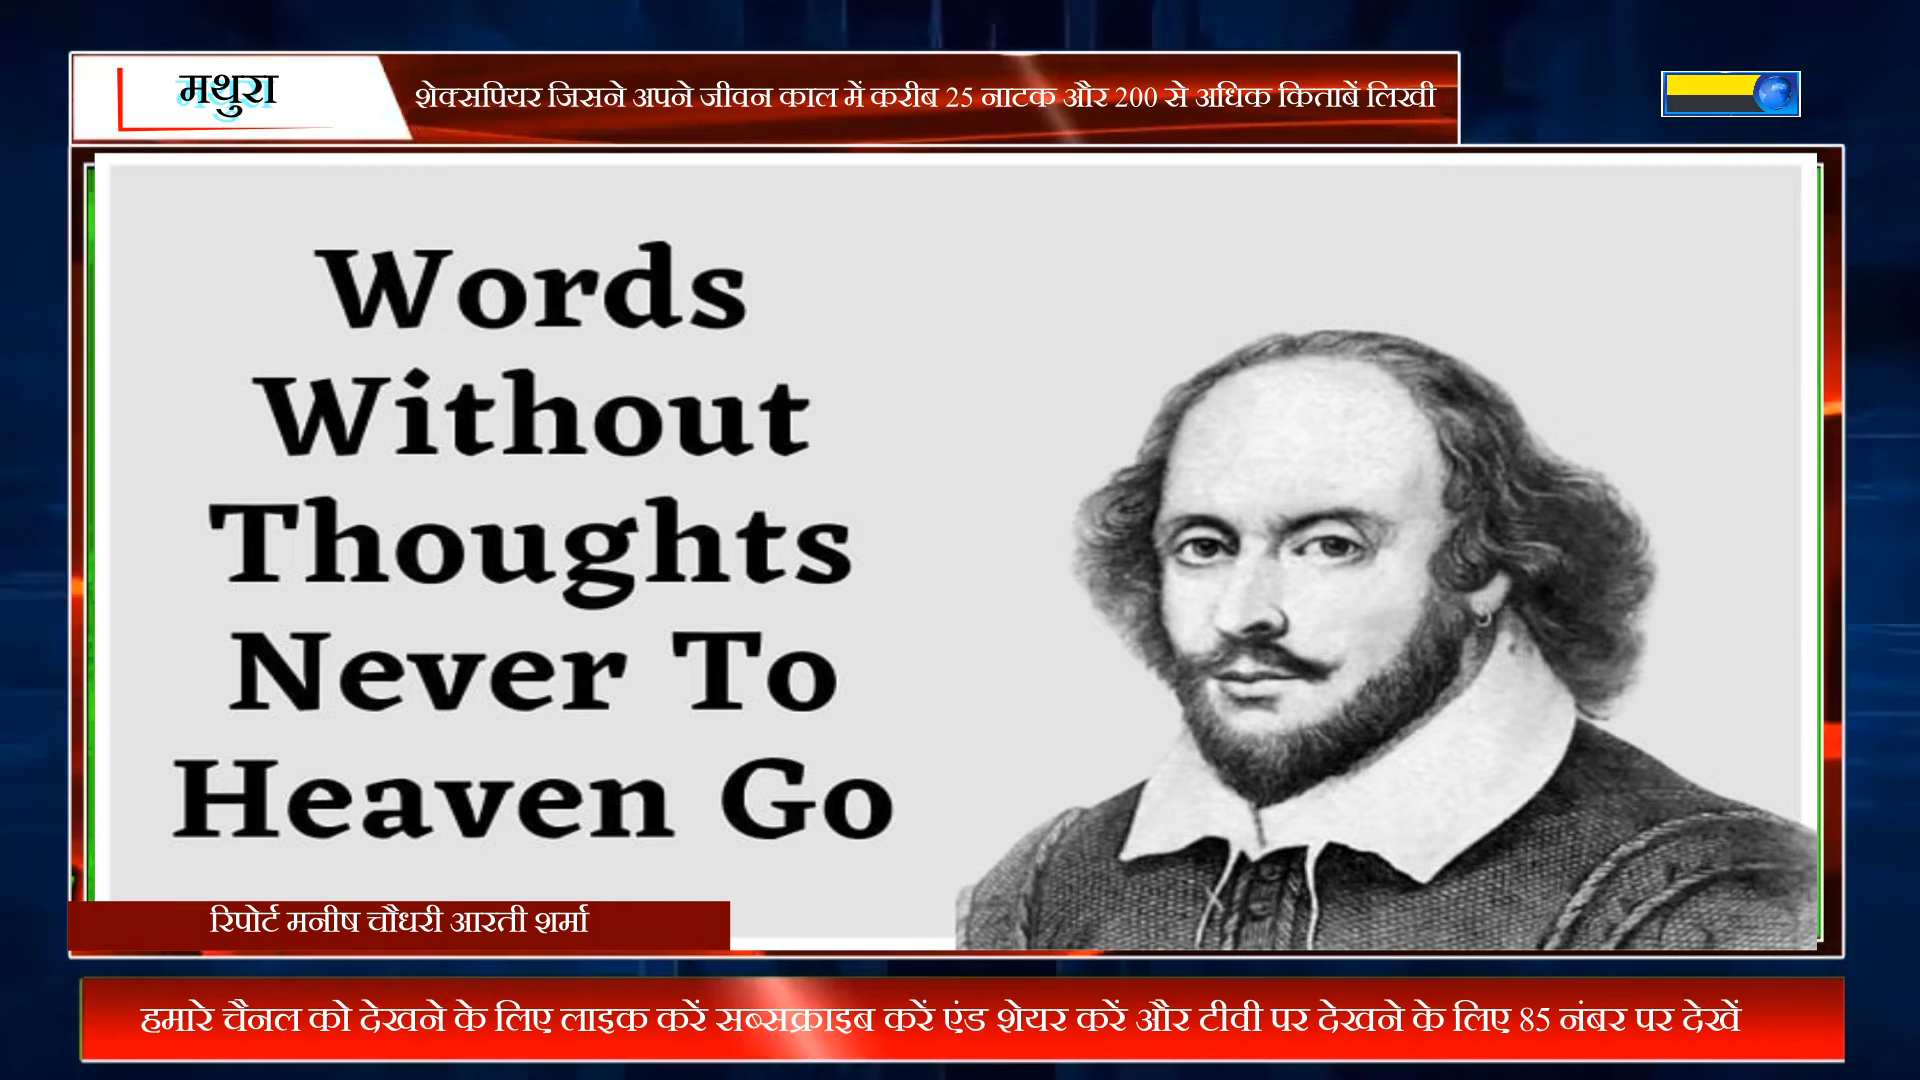 मथुरा
शेक्सपियर जिसने अपने जीवन काल में करीब 25 नाटक और 200 से अधिक किताबें लिखी
Words
Without
Thoughts
Never To
Heaven Go
रिपोर्ट मनीष चौधरी आरती शर्मा
हमारे चैनल को देखने के लिए लाइक करें सब्सक्राइब करें एंड शेयर करें और टीवी पर देखने के लिए 85 नंबर पर देखें